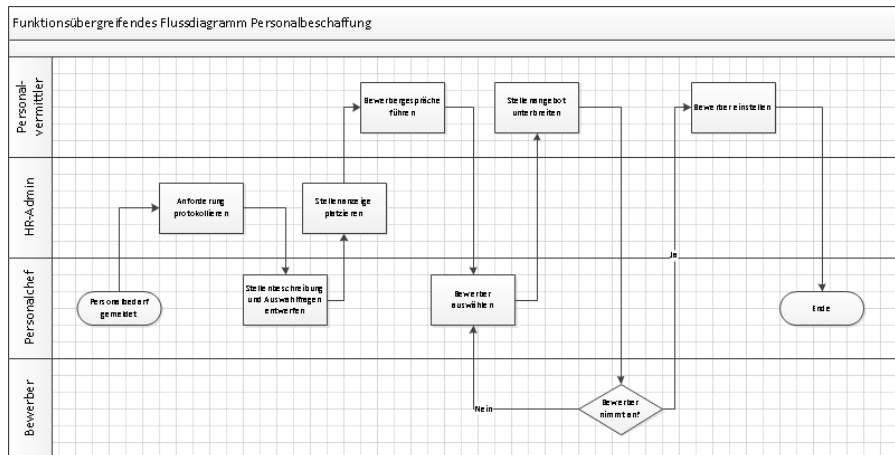 Funktionsübergreifendes Flussdiagramm Personalbeschaffung
Personal-
vermittler
Bewerbergespräche
führen
Stellenangebot
unterbreiten
Bewerber einstellen
HR-Admin
Anforderung
protokollieren
Stellenanzeige
platzieren
Ja
Personalchef
Personalbedarf
gemeldet
Stellenbeschreibung
und Auswahlfragen
entwerfen
Bewerber
auswählen
Ende
Bewerber
Nein
Bewerber
nimmt an?